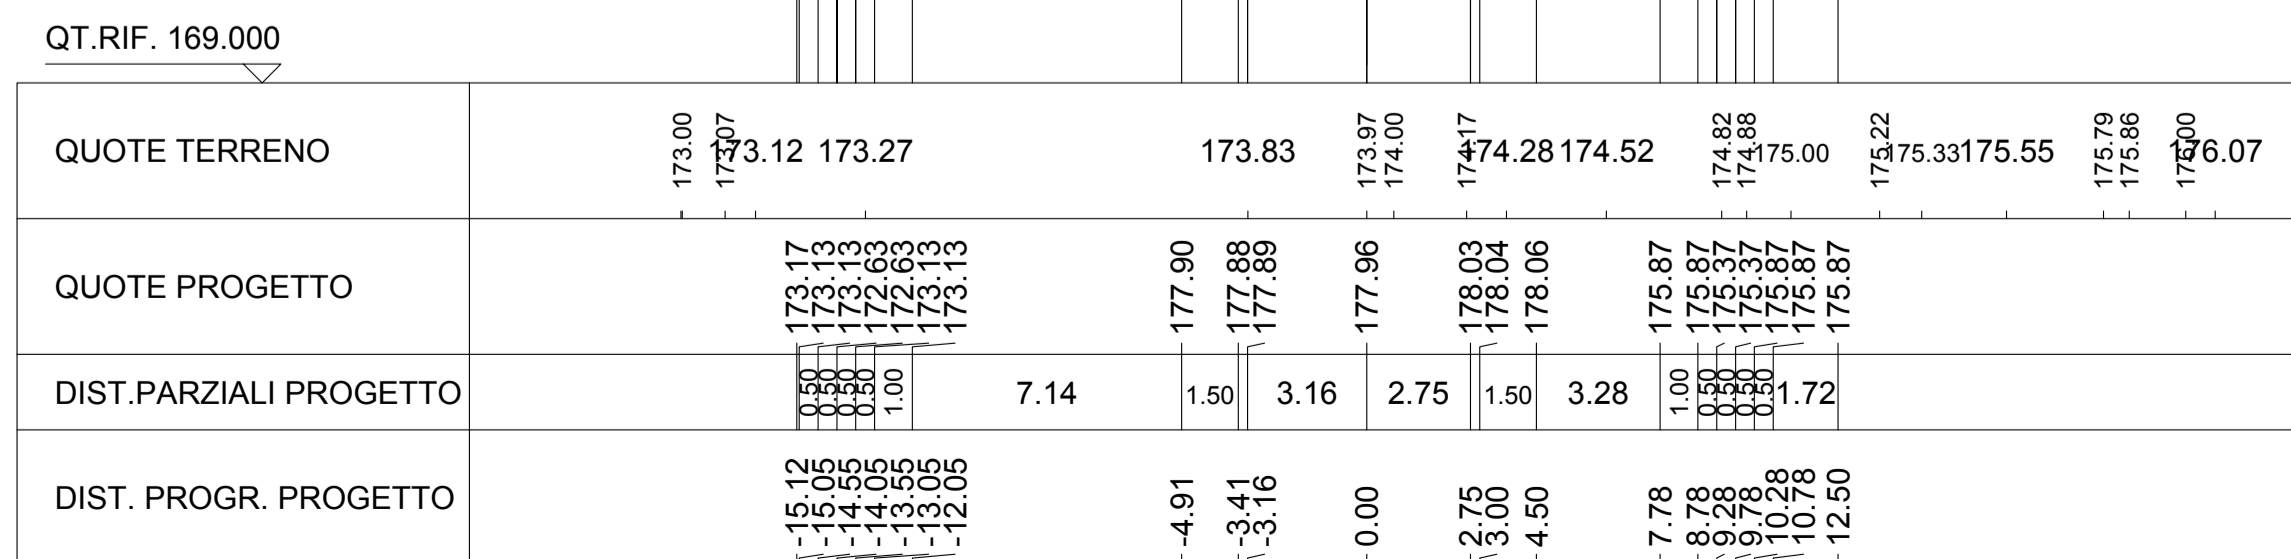 QT.RIF. 169.000
QUOTE TERRENO 173.00 173.07 173.12 173.27 173.83 173.97 174.00 174.17 174.28 174.52 174.82 174.88 175.00 175.22 175.33 175.55 175.79 175.86 176.00 176.07
QUOTE PROGETTO 173.17 173.13 173.13 172.63 172.63 173.13 173.13 177.90 177.88 177.89 177.96 178.03 178.04 178.06 175.87 175.87 175.37 175.37 175.87 175.87 175.87
DIST.PARZIALI PROGETTO 0.50 0.50 0.50 0.50 1.00 7.14 1.50 3.16 2.75 1.50 3.28 1.00 0.50 0.50 0.50 0.50 1.72
DIST. PROGR. PROGETTO -15.12 -15.05 -14.55 -14.05 -13.55 -13.05 -12.05 -4.91 -3.41 -3.16 0.00 2.75 3.00 4.50 7.78 8.78 9.28 9.78 10.28 10.78 12.50